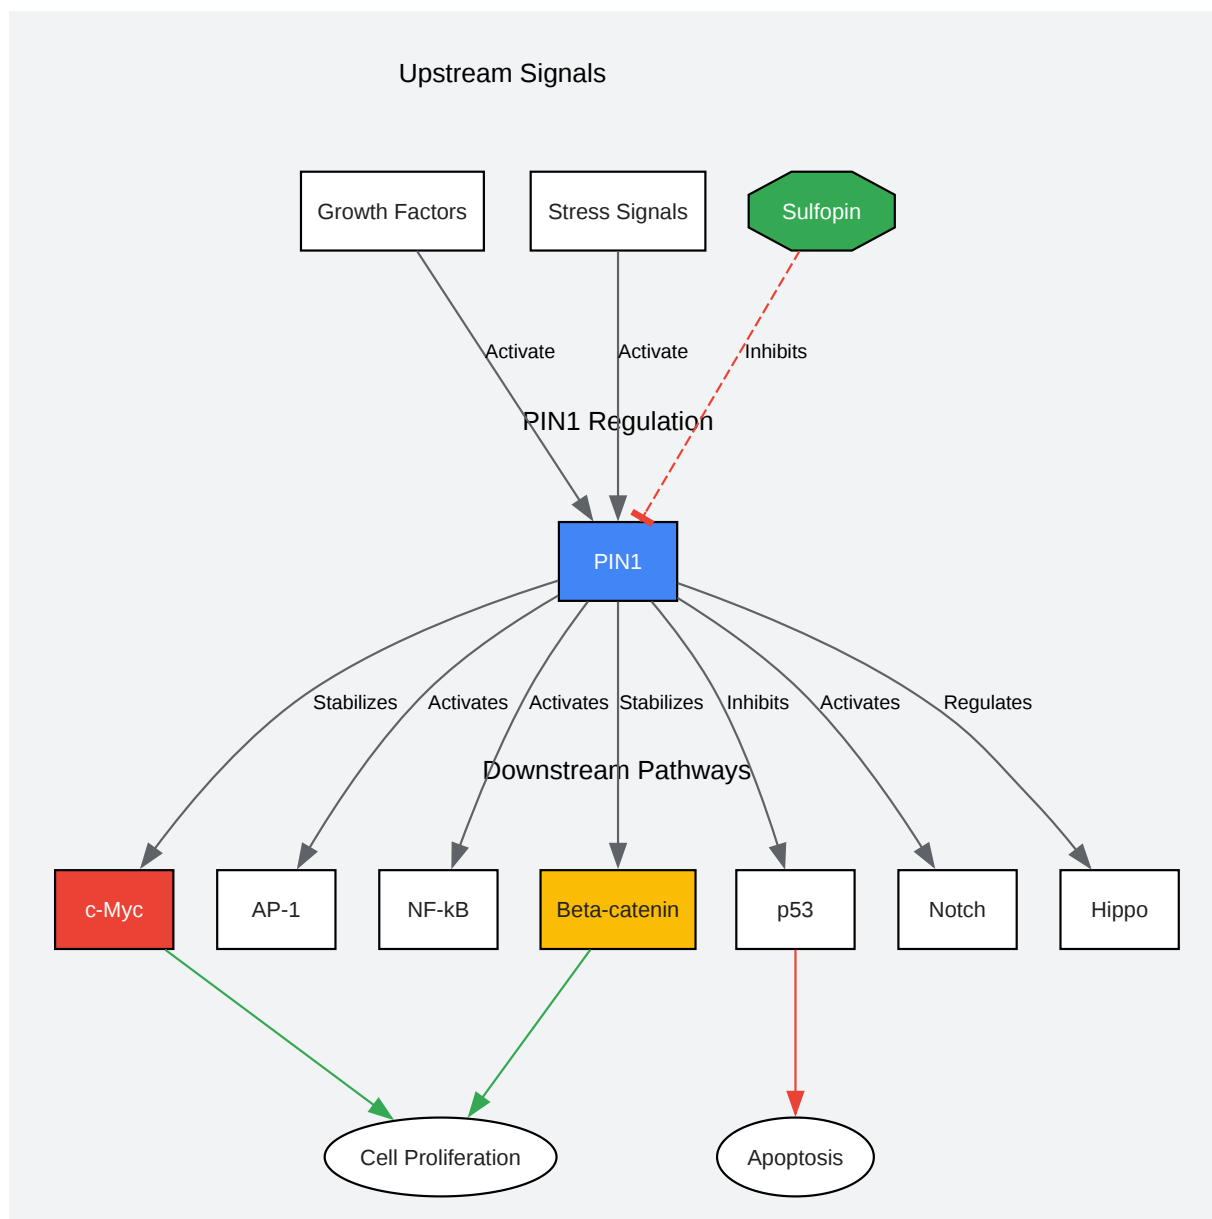 Upstream Signals
Growth Factors
Stress Signals
Sulfopin
Activate
Activate
Inhibits
PIN1 Regulation
PIN1
Stabilizes
Activates
Activates
Stabilizes
Inhibits
Activates
Regulates
Downstream Pathways
c-Myc
AP-1
NF-kB
Beta-catenin
p53
Notch
Hippo
Cell Proliferation
Apoptosis